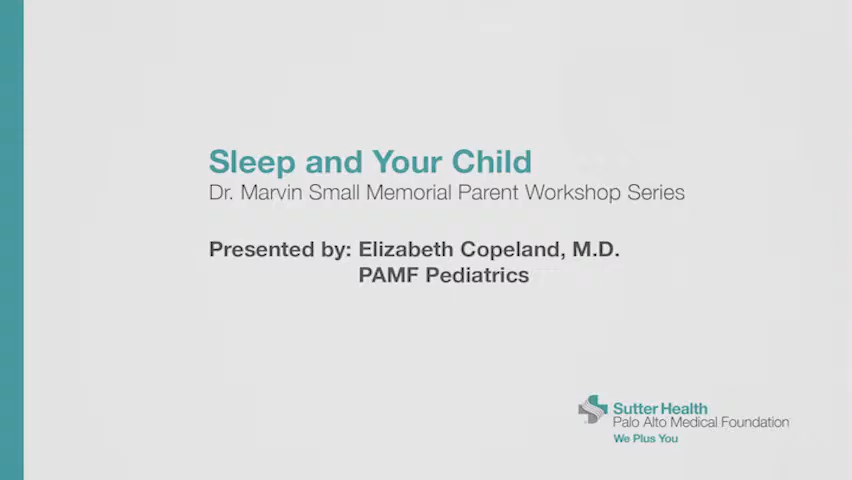 Sleep and Your Child
Dr. Marvin Small Memorial Parent Workshop Series
Presented by: Elizabeth Copeland, M.D.
PAMF Pediatrics
Sutter Health
Palo Alto Medical Foundation
We Plus You